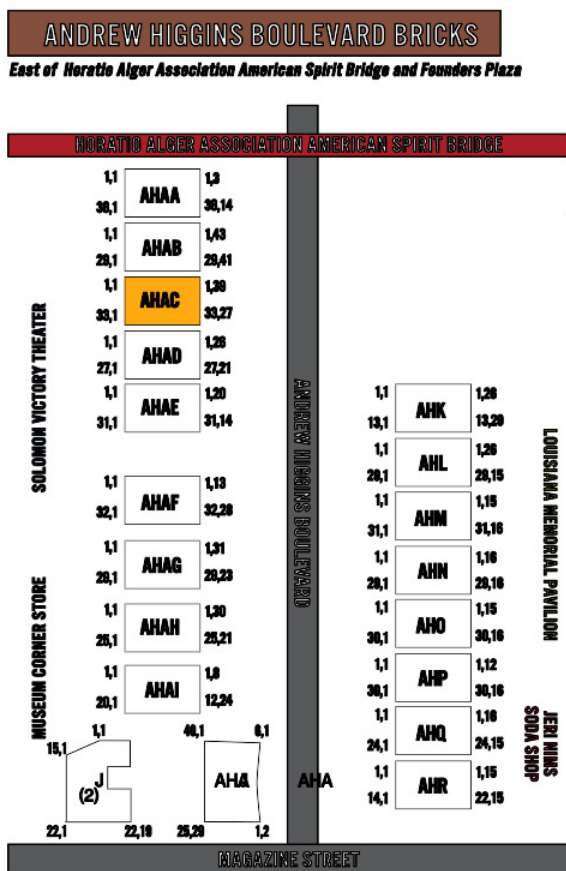 ANDREW HIGGINS BOULEVARD BRICKS
East of Horatio Alger Association American Spirit Bridge and Founders Plaza
HORATIO ALGER ASSOCIATION AMERICAN SPIRIT BRIDGE
1,1 AHAA 1,3
38,1 38,14
1,1 AHAB 1,43
29,1 29,41
1,1 AHAC 1,39
33,1 33,27
1,1 AHAD 1,26
27,1 27,21
1,1 AHAE 1,20
31,1 31,14
1,1 AHAF 1,13
32,1 32,28
1,1 AHAG 1,31
29,1 29,23
1,1 AHAH 1,30
25,1 25,21
1,1 AHAI 1,8
20,1 12,24
SOLOMON VICTORY THEATER
MUSEUM CORNER STORE
15,1 1,1
J
(2)
22,1 22,19
40,1 6,1
25,29 1,2
AHA
ANDREW HIGGINS BOULEVARD
1,1 AHK 1,26
13,1 13,29
1,1 AHL 1,26
29,1 29,15
1,1 AHM 1,15
31,1 31,16
1,1 AHN 1,16
29,1 29,16
1,1 AHO 1,15
30,1 30,16
1,1 AHP 1,12
30,1 30,16
1,1 AHQ 1,16
24,1 24,15
1,1 AHR 1,15
14,1 22,15
LOUISIANA MEMORIAL PAVILION
JERI NIMS
SODA SHOP
MAGAZINE STREET